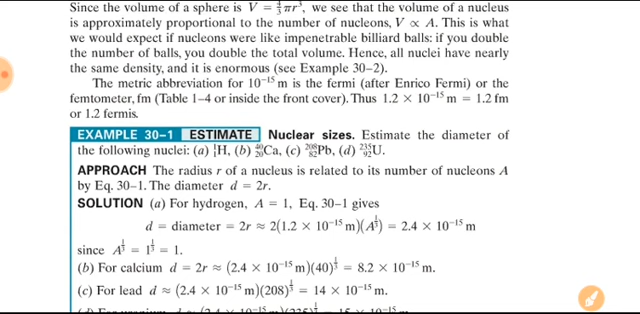 Since the volume of a sphere is V = 4/3 πr³, we see that the volume of a nucleus
is approximately proportional to the number of nucleons, V ∝ A. This is what
we would expect if nucleons were like impenetrable billiard balls: if you double
the number of balls, you double the total volume. Hence, all nuclei have nearly
the same density, and it is enormous (see Example 30–2).
The metric abbreviation for 10⁻¹⁵ m is the fermi (after Enrico Fermi) or the
femtometer, fm (Table 1–4 or inside the front cover). Thus 1.2 × 10⁻¹⁵ m = 1.2 fm
or 1.2 fermis.
EXAMPLE 30–1 ESTIMATE Nuclear sizes. Estimate the diameter of
the following nuclei: (a) ¹₁H, (b) ⁴⁰₂₀Ca, (c) ²⁰⁸₈₂Pb, (d) ²³⁵₉₂U.
APPROACH The radius r of a nucleus is related to its number of nucleons A
by Eq. 30–1. The diameter d = 2r.
SOLUTION (a) For hydrogen, A = 1, Eq. 30–1 gives
d = diameter = 2r ≈ 2(1.2 × 10⁻¹⁵ m)(A^⅓) = 2.4 × 10⁻¹⁵ m
since A^⅓ = 1^⅓ = 1.
(b) For calcium d = 2r ≈ (2.4 × 10⁻¹⁵ m)(40)^⅓ = 8.2 × 10⁻¹⁵ m.
(c) For lead d ≈ (2.4 × 10⁻¹⁵ m)(208)^⅓ = 14 × 10⁻¹⁵ m.